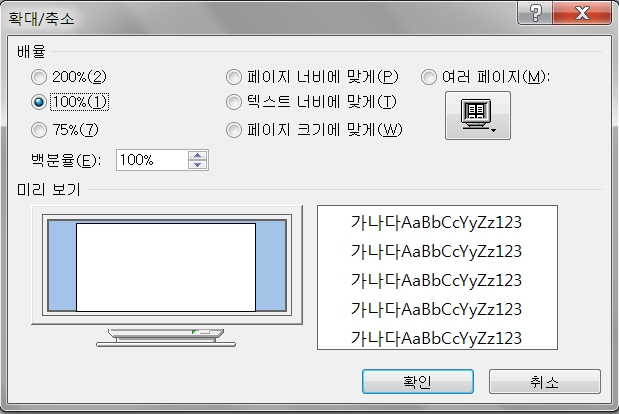 확대/축소
배율
200%(2) 페이지 너비에 맞게(P) 여러 페이지(M):
100%(1) 텍스트 너비에 맞게(T)
75%(7) 페이지 크기에 맞게(W)
백분율(E): 100%
미리 보기
가나다AaBbCcYyZz123
가나다AaBbCcYyZz123
가나다AaBbCcYyZz123
가나다AaBbCcYyZz123
가나다AaBbCcYyZz123
확인 취소